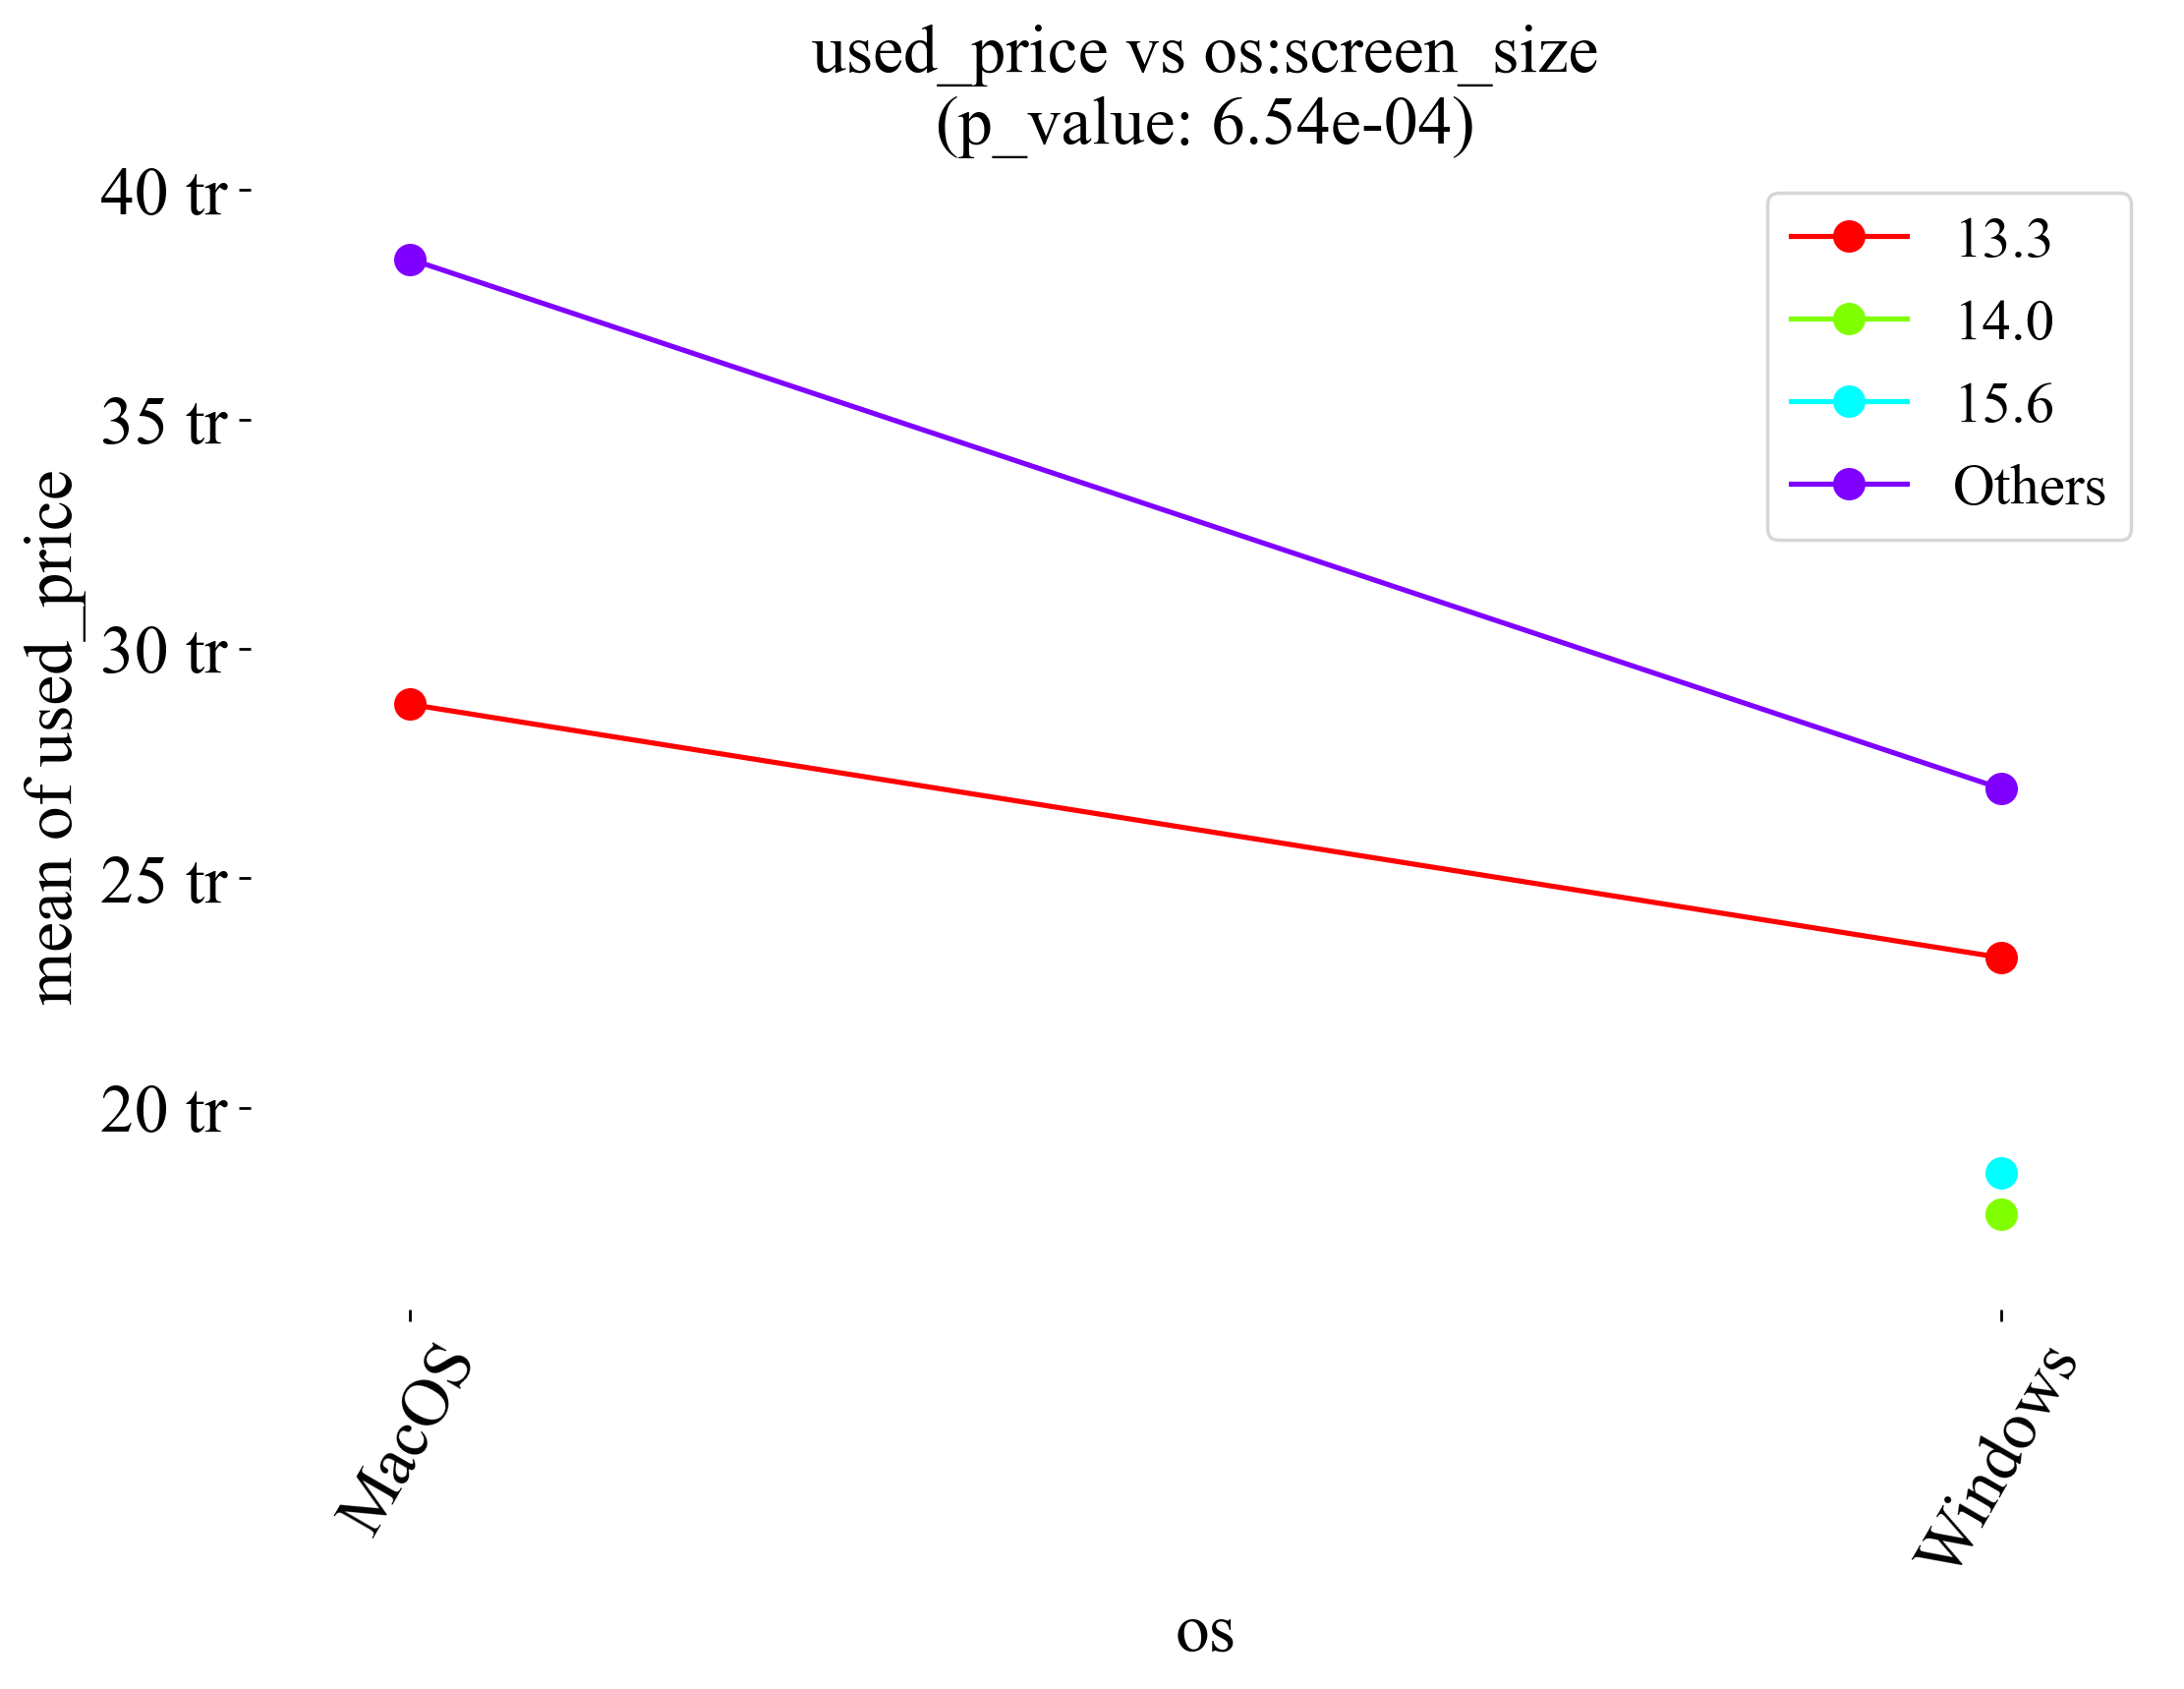 used_price vs os:screen_size
(p_value: 6.54e-04)
40 tr
35 tr
30 tr
25 tr
20 tr
mean of used_price
13.3
14.0
15.6
Others
MacOS
Windows
os